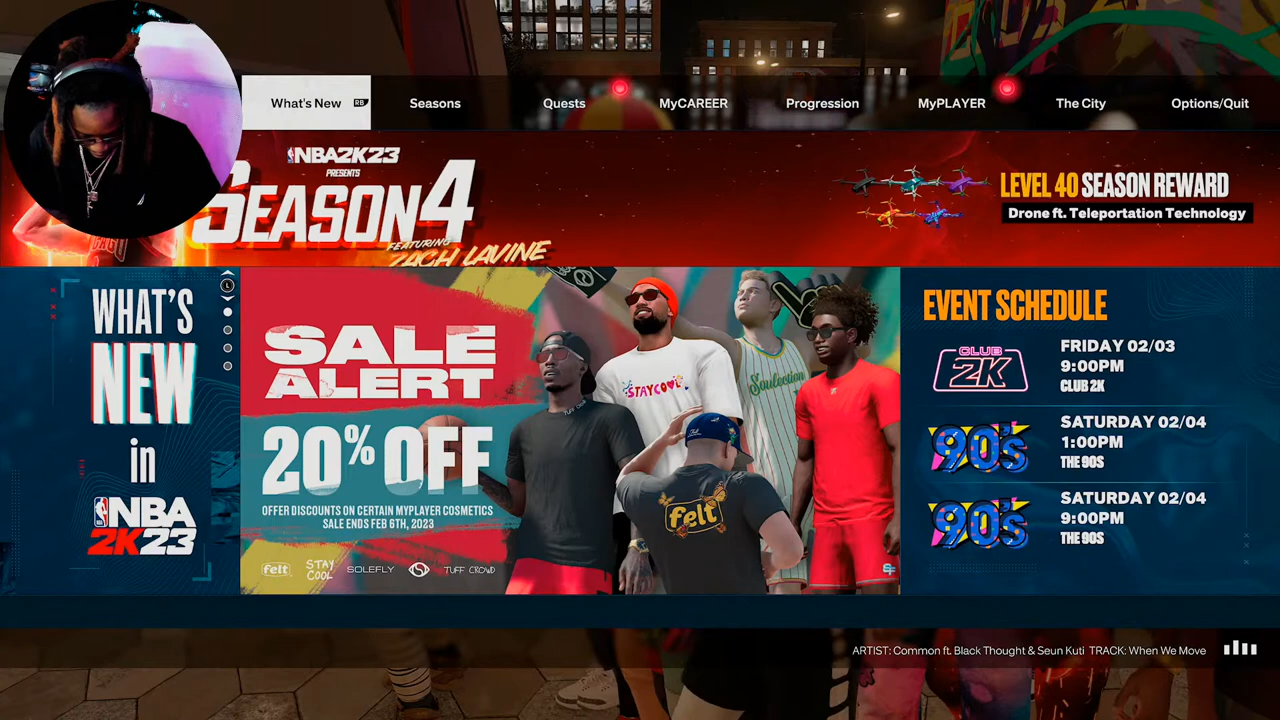 What's New RB
Seasons
Quests
MyCAREER
Progression
MyPLAYER
The City
Options/Quit
NBA2K23
PRESENTS
SEASON 4
FEATURING
ZACH LAVINE
LEVEL 40 SEASON REWARD
Drone ft. Teleportation Technology
WHAT'S
NEW
in
NBA
2K23
L
SALE
ALERT
20% OFF
OFFER DISCOUNTS ON CERTAIN MYPLAYER COSMETICS
SALE ENDS FEB 6TH, 2023
felt
STAY
COOL
SOLEFLY
TUFF CROWD
STAYCOOL
Soulection
felt
EVENT SCHEDULE
CLUB
2K
FRIDAY 02/03
9:00PM
CLUB 2K
90's
SATURDAY 02/04
1:00PM
THE 90S
90's
SATURDAY 02/04
9:00PM
THE 90S
ARTIST: Common ft. Black Thought & Seun Kuti TRACK: When We Move